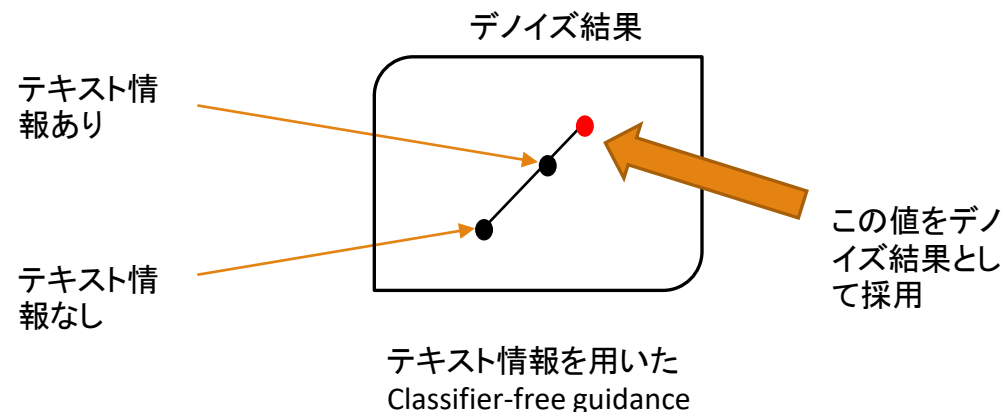 デノイズ結果
テキスト情
報あり
テキスト情
報なし
この値をデノ
イズ結果とし
て採用
テキスト情報を用いた
Classifier-free guidance